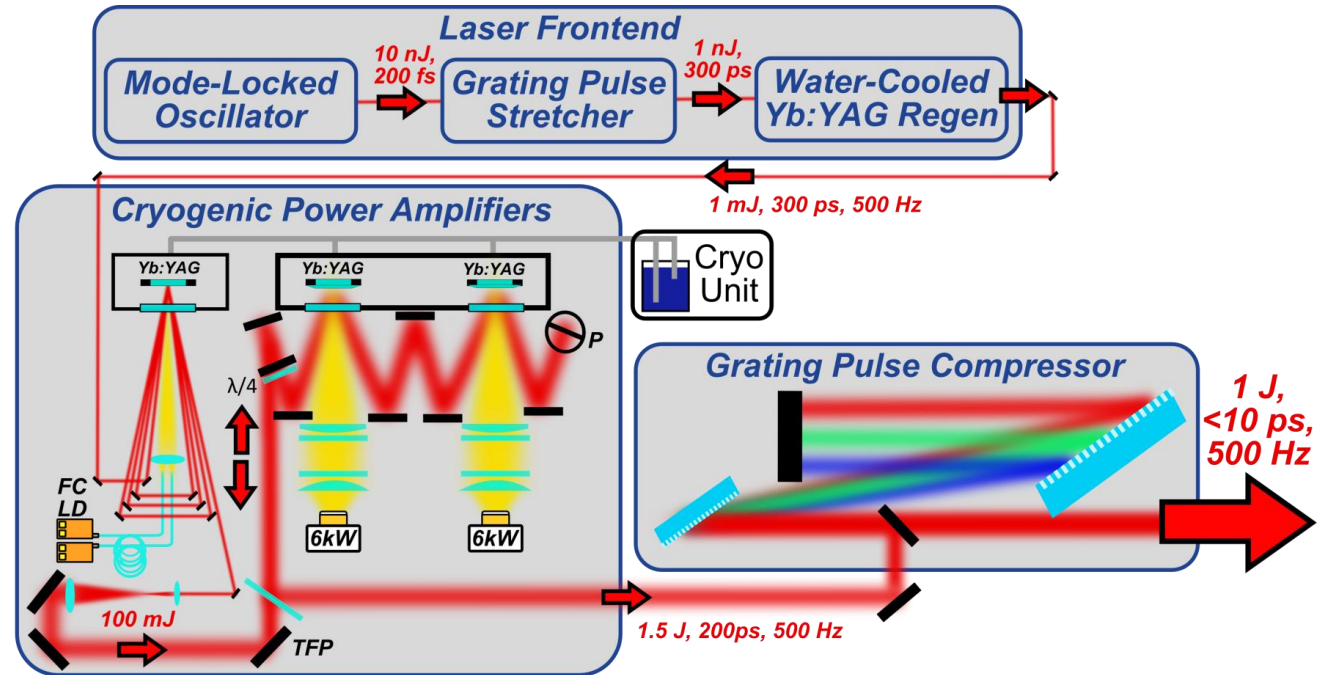 Laser Frontend
Mode-Locked
Oscillator
10 nJ,
200 fs
Grating Pulse
Stretcher
1 nJ,
300 ps
Water-Cooled
Yb:YAG Regen
1 mJ, 300 ps, 500 Hz
Cryogenic Power Amplifiers
Yb:YAG
Yb:YAG
Yb:YAG
Cryo
Unit
P
λ/4
FC
LD
6kW
6kW
100 mJ
TFP
1.5 J, 200ps, 500 Hz
Grating Pulse Compressor
1 J,
<10 ps,
500 Hz